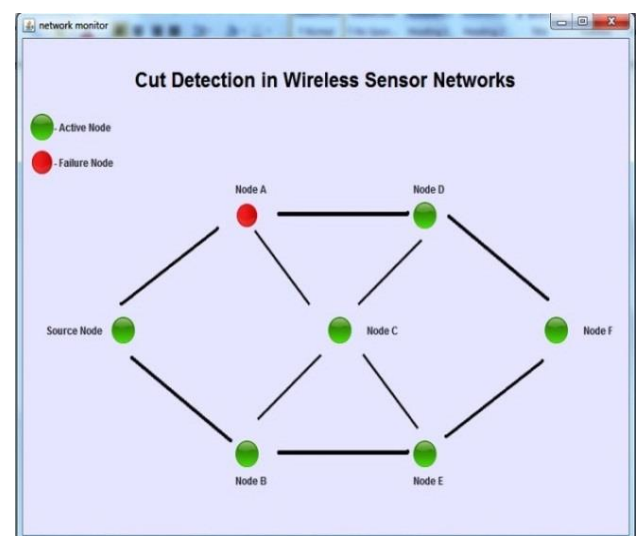 network monitor
Cut Detection in Wireless Sensor Networks
- Active Node
- Failure Node
Node A
Node D
Source Node
Node C
Node F
Node B
Node E